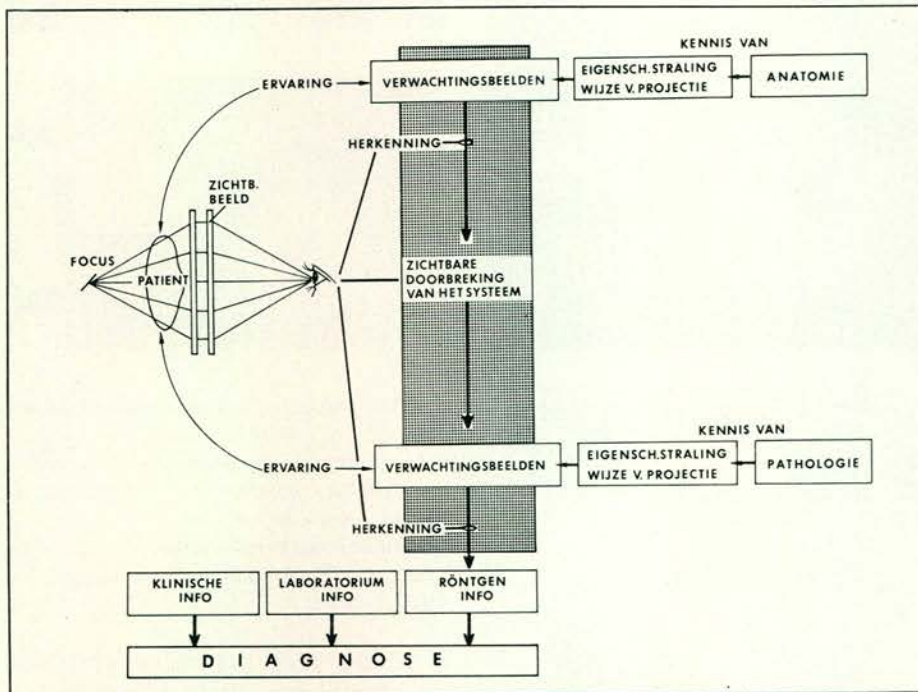 KENNIS VAN
ERVARING
VERWACHTINGSBEELDEN
EIGENSCH.STRALING
WIJZE V. PROJECTIE
ANATOMIE
HERKENNING
ZICHTB.
BEELD
FOCUS
PATIENT
ZICHTBARE
DOORBREKING
VAN HET SYSTEEM
KENNIS VAN
ERVARING
VERWACHTINGSBEELDEN
EIGENSCH.STRALING
WIJZE V. PROJECTIE
PATHOLOGIE
HERKENNING
KLINISCHE
INFO
LABORATORIUM
INFO
RÖNTGEN
INFO
DIAGNOSE